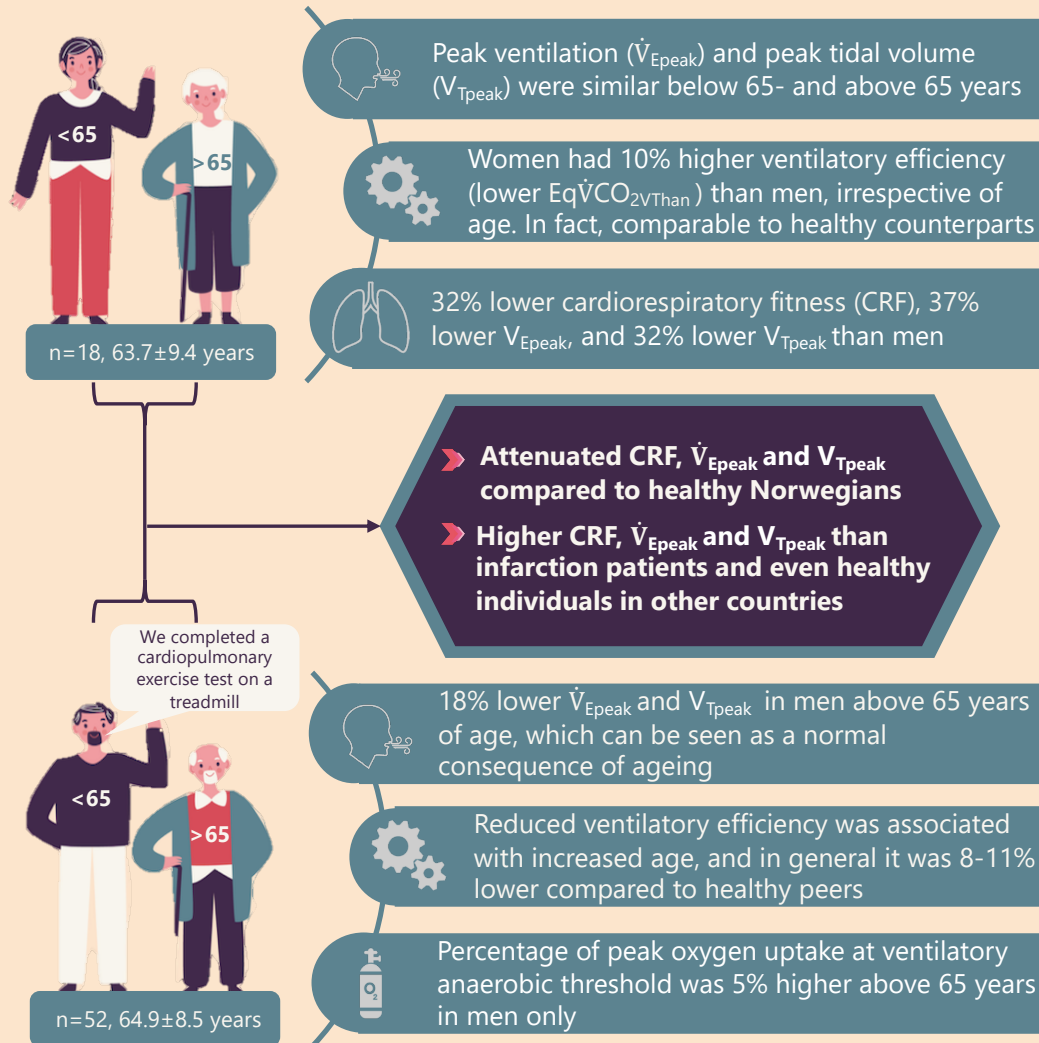 <65
>65
n=18, 63.7±9.4 years
Peak ventilation (V̇Epeak) and peak tidal volume
(VTpeak) were similar below 65- and above 65 years
Women had 10% higher ventilatory efficiency
(lower EqV̇CO2VThan) than men, irrespective of
age. In fact, comparable to healthy counterparts
32% lower cardiorespiratory fitness (CRF), 37%
lower VEpeak, and 32% lower VTpeak than men
Attenuated CRF, V̇Epeak and VTpeak
compared to healthy Norwegians
Higher CRF, V̇Epeak and VTpeak than
infarction patients and even healthy
individuals in other countries
We completed a
cardiopulmonary
exercise test on a
treadmill
<65
>65
n=52, 64.9±8.5 years
18% lower V̇Epeak and VTpeak in men above 65 years
of age, which can be seen as a normal
consequence of ageing
Reduced ventilatory efficiency was associated
with increased age, and in general it was 8-11%
lower compared to healthy peers
O2
Percentage of peak oxygen uptake at ventilatory
anaerobic threshold was 5% higher above 65 years
in men only